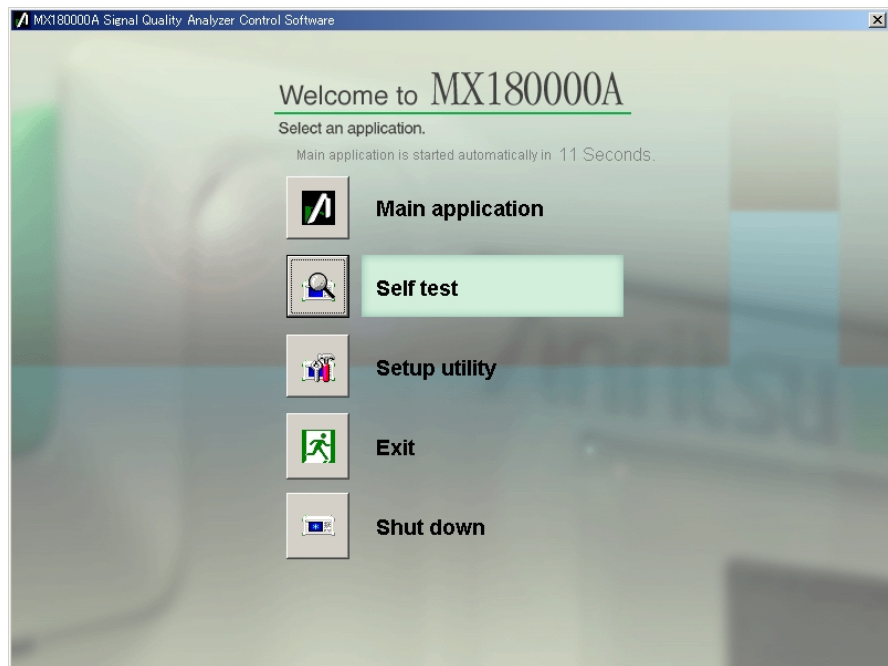 MX180000A Signal Quality Analyzer Control Software
Welcome to MX180000A
Select an application.
Main application is started automatically in 11 Seconds.
Main application
Self test
Setup utility
Anritsu
Exit
Shut down